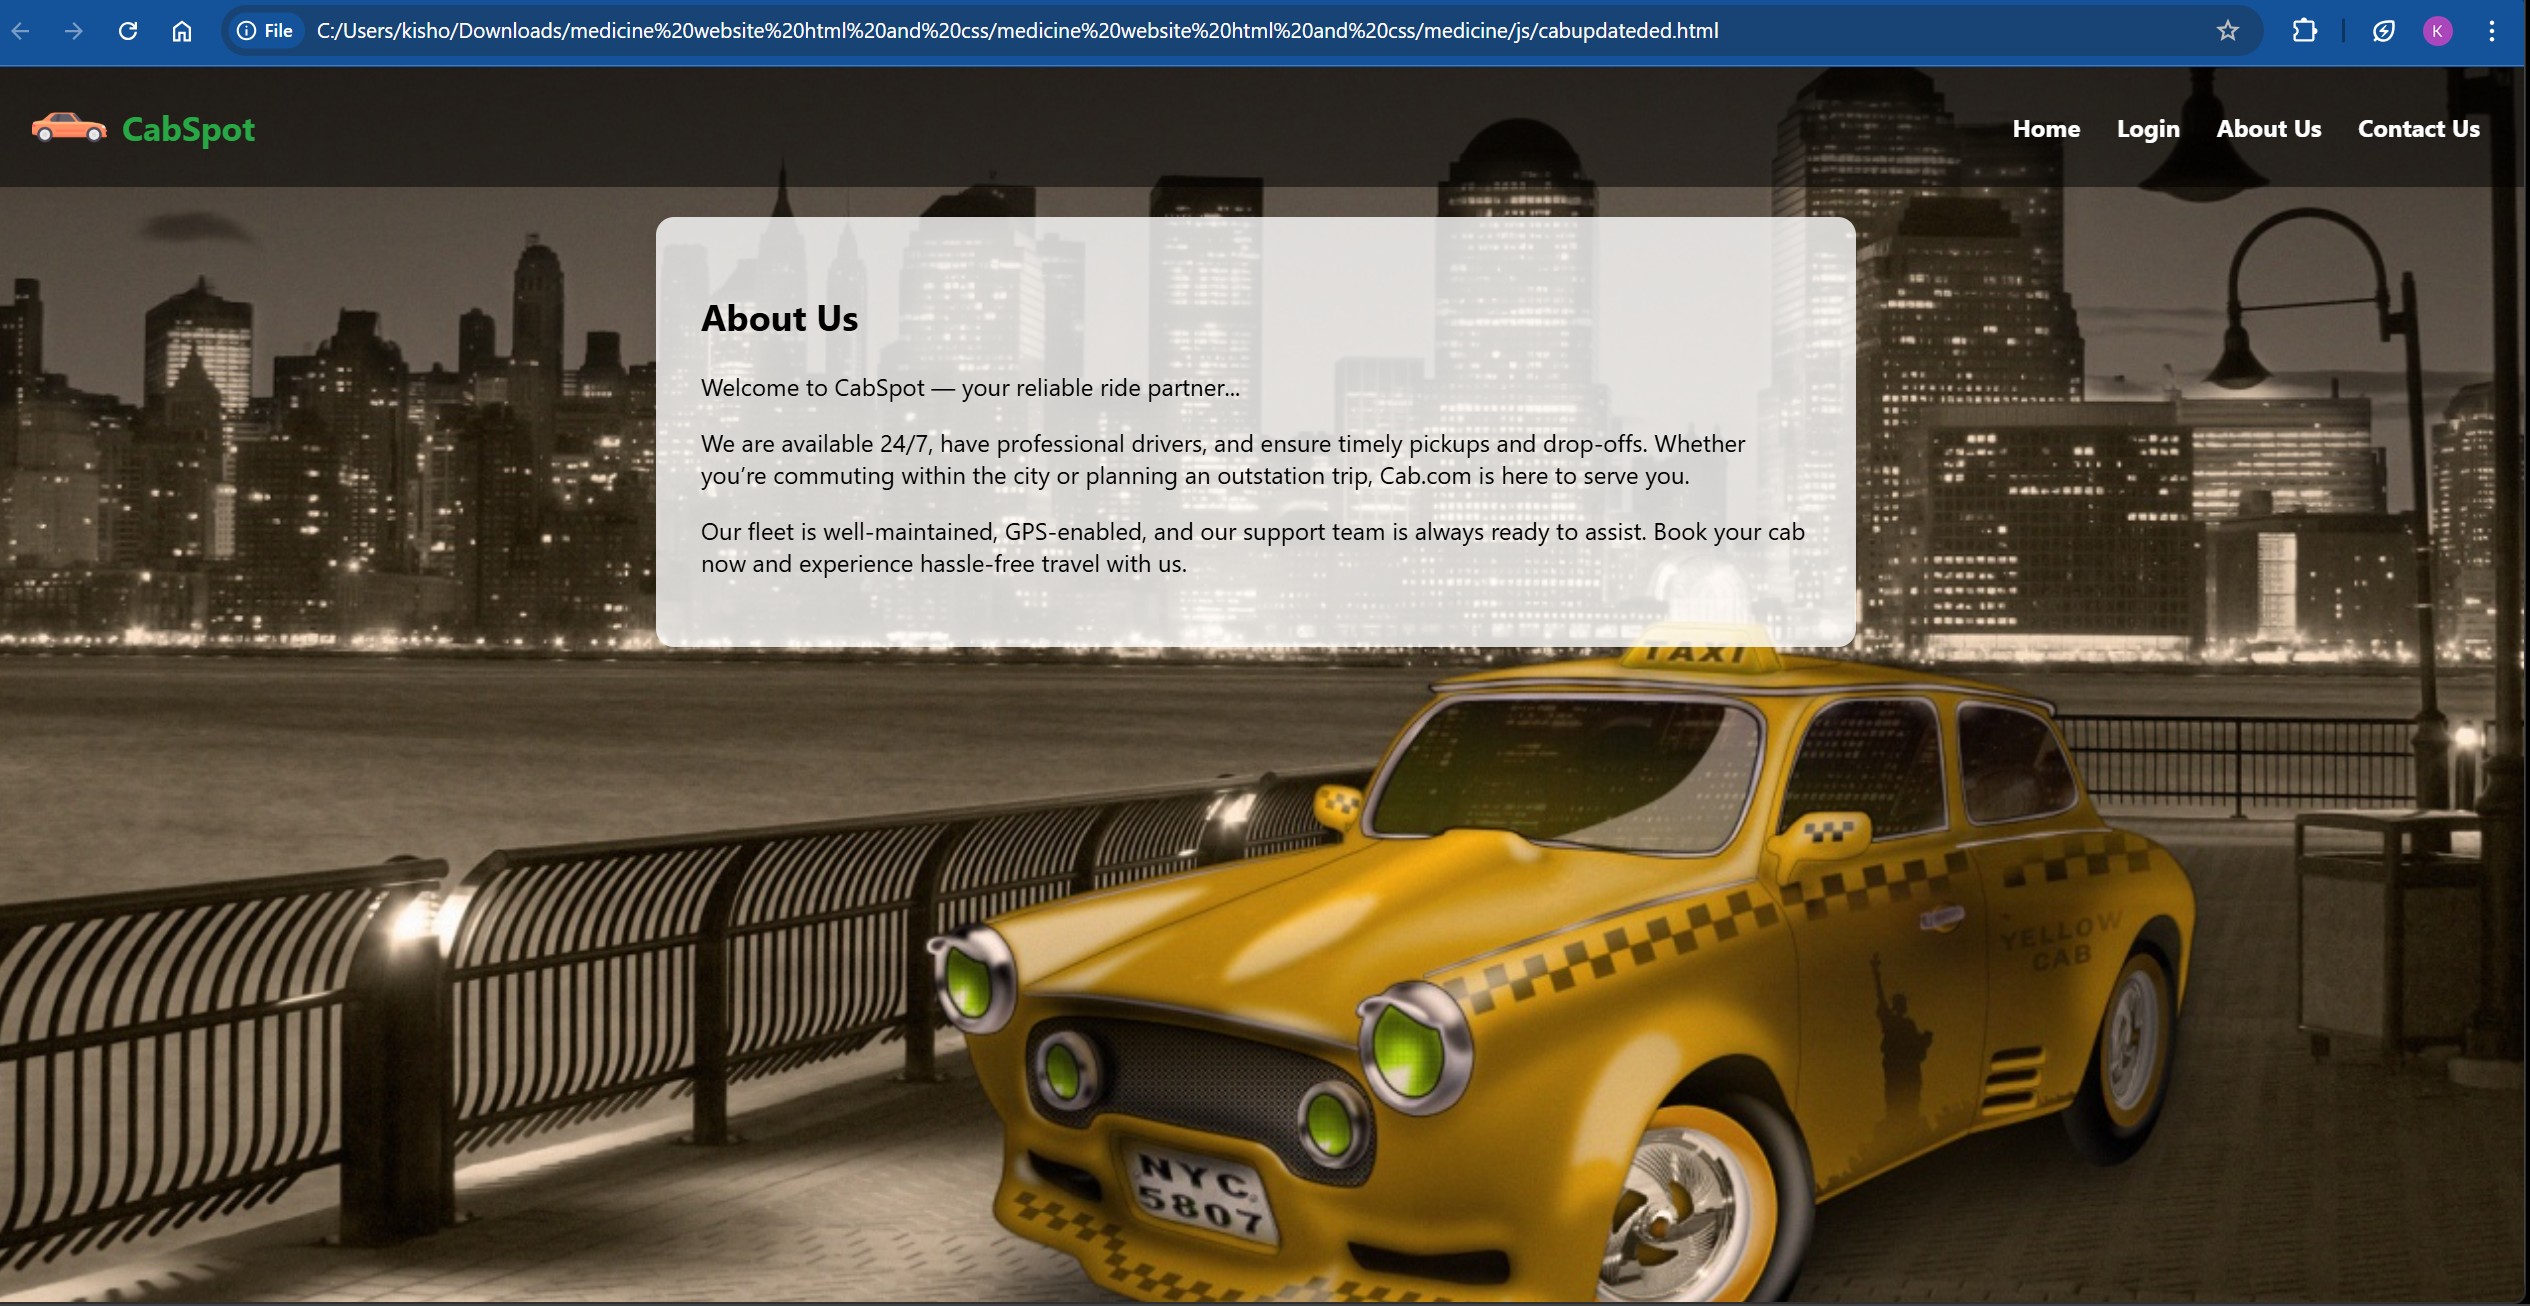 File C:/Users/kisho/Downloads/medicine%20website%20html%20and%20css/medicine%20website%20html%20and%20css/medicine/js/cabupdateded.html
K
CabSpot Home Login About Us Contact Us
About Us
Welcome to CabSpot — your reliable ride partner...
We are available 24/7, have professional drivers, and ensure timely pickups and drop-offs. Whether
you’re commuting within the city or planning an outstation trip, Cab.com is here to serve you.
Our fleet is well-maintained, GPS-enabled, and our support team is always ready to assist. Book your cab
now and experience hassle-free travel with us.
TAXI
YELLOW
CAB
NYC
5807